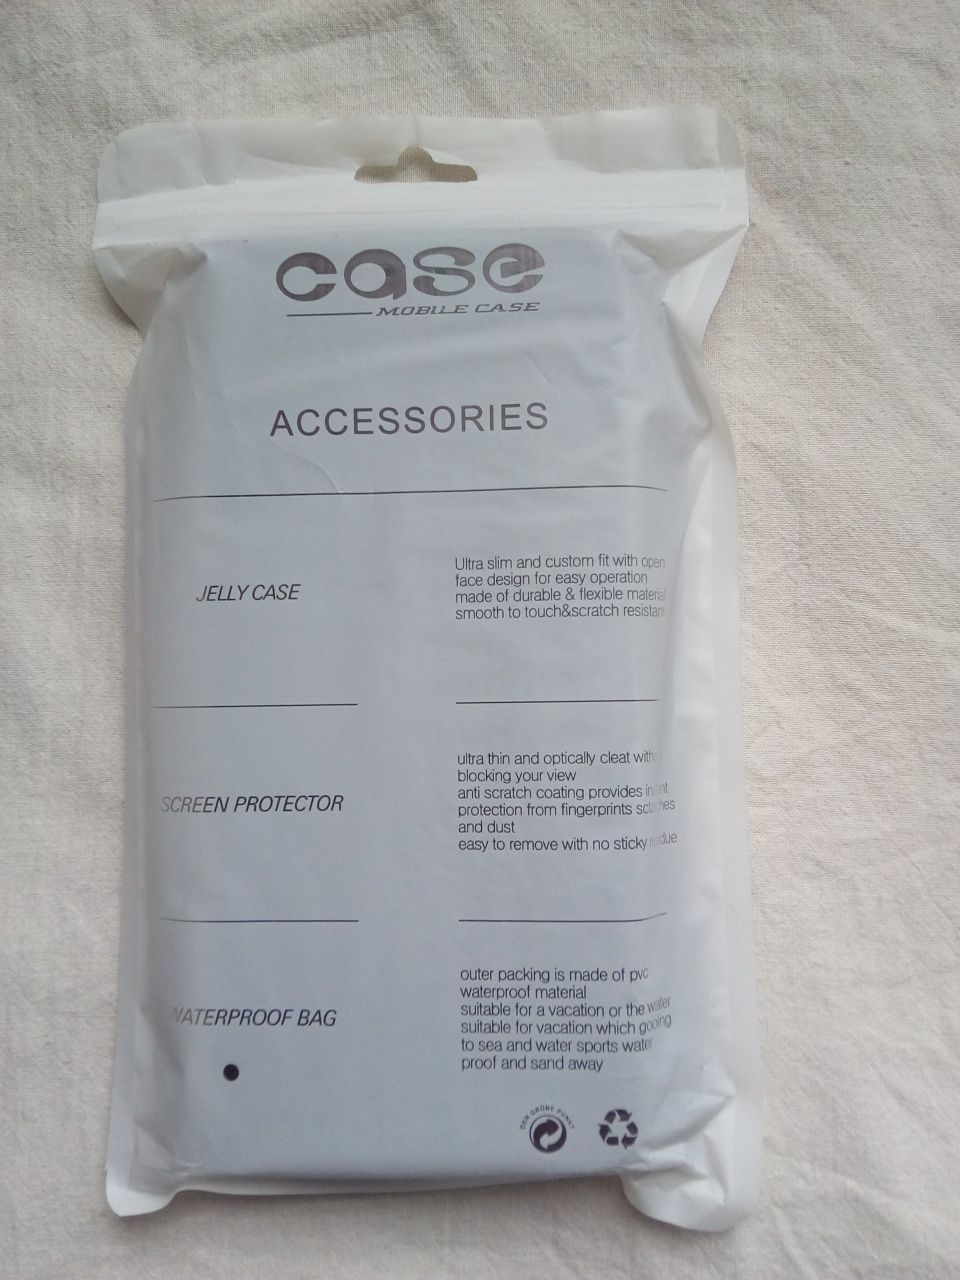 case
MOBILE CASE
ACCESSORIES
JELLY CASE
Ultra slim and custom fit with open
face design for easy operation
made of durable & flexible material
smooth to touch&scratch resistant
SCREEN PROTECTOR
ultra thin and optically cleat
blocking your view
anti scratch coating provides
protection from fingerprints
and dust
easy to remove with no sticky residue
WATERPROOF BAG
outer packing is made of pvc
waterproof material
suitable for a vacation or the water
suitable for vacation which gooing
to sea and water sports water
proof and sand away
DER GRÜNE PUNKT